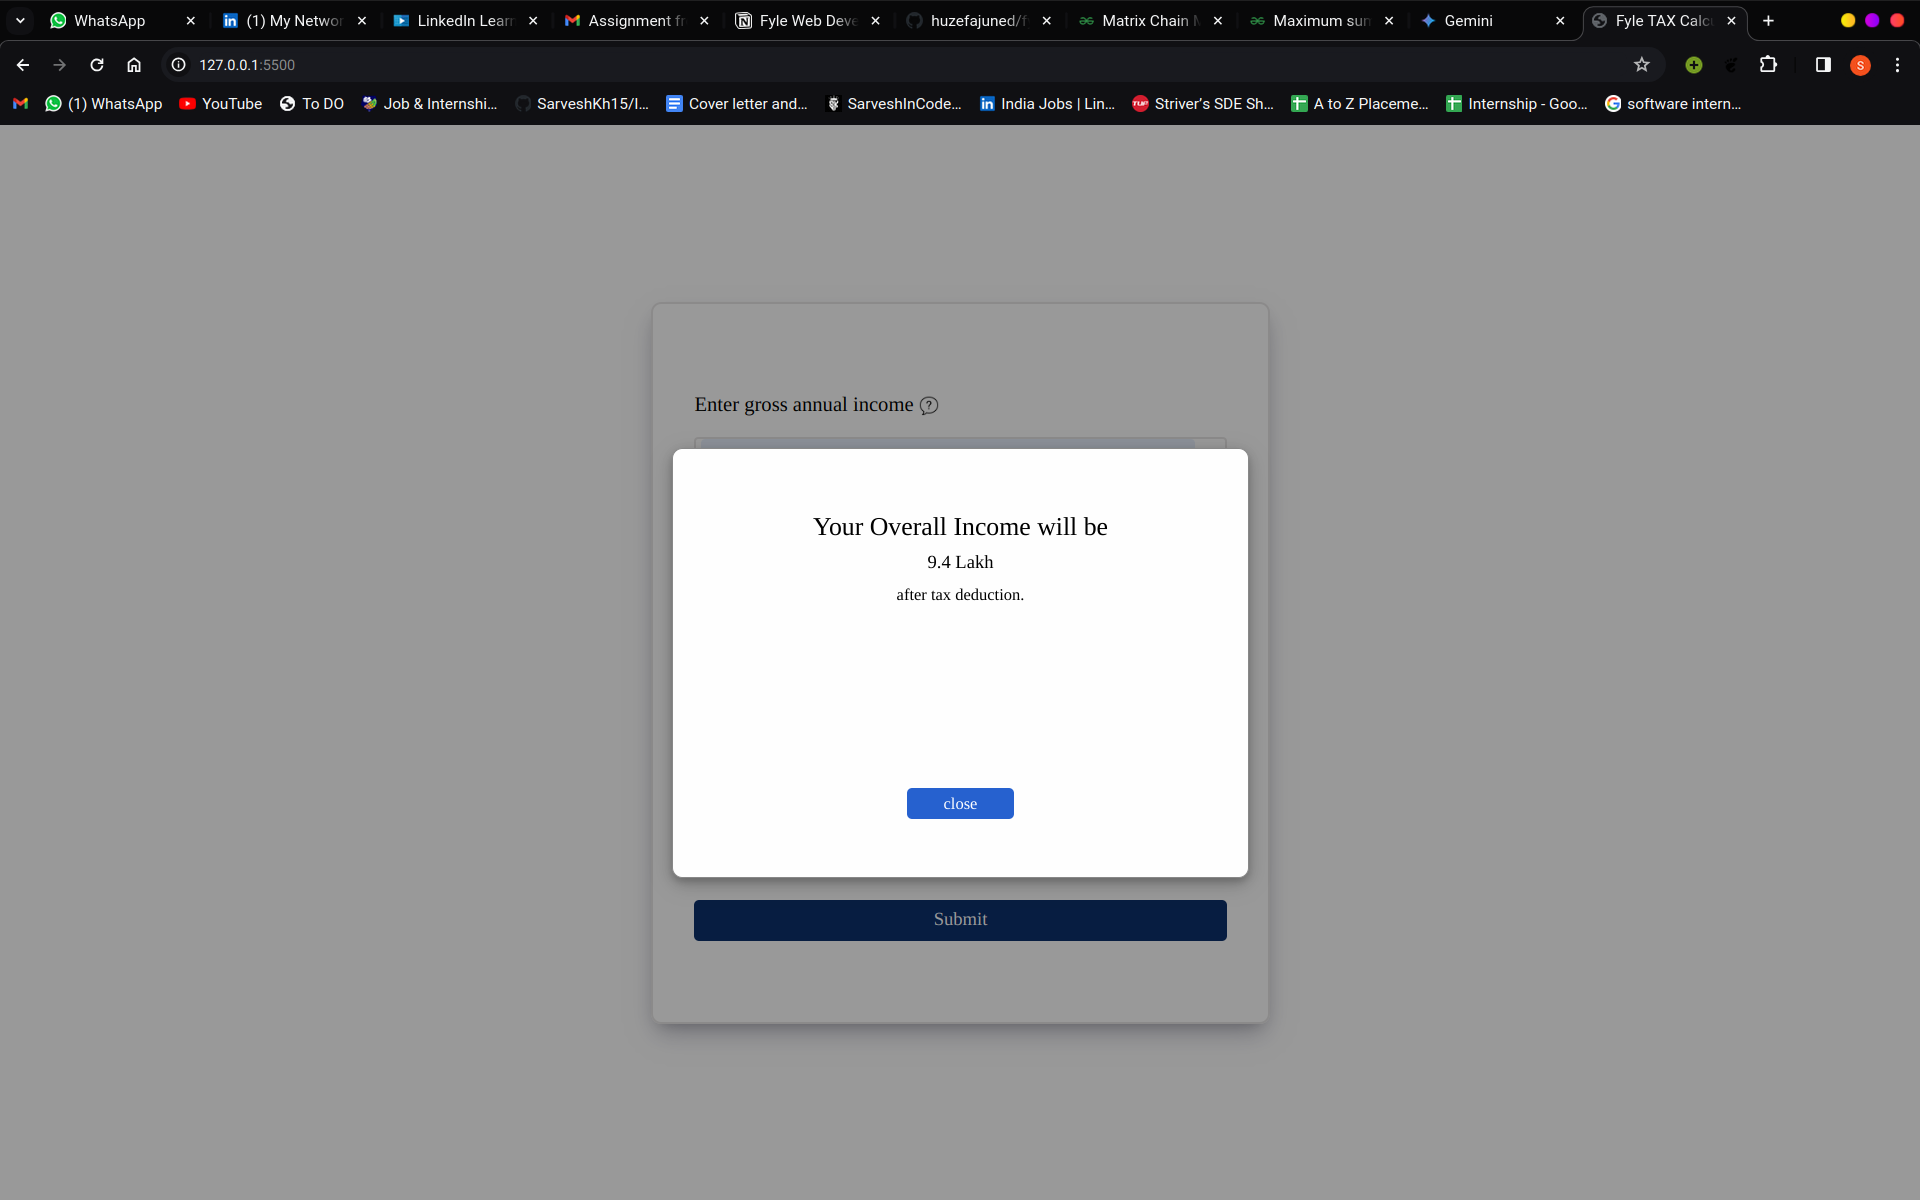 WhatsApp
(1) My Networ
LinkedIn Learn
Assignment fr
Fyle Web Deve
huzefajuned/f
Matrix Chain M
Maximum sum
Gemini
Fyle TAX Calcu
127.0.0.1:5500
S
(1) WhatsApp
YouTube
To DO
Job & Internshi...
SarveshKh15/I...
Cover letter and...
SarveshInCode...
India Jobs | Lin...
Striver's SDE Sh...
A to Z Placeme...
Internship - Goo...
software intern...
Enter gross annual income ?
Your Overall Income will be
9.4 Lakh
after tax deduction.
close
Submit